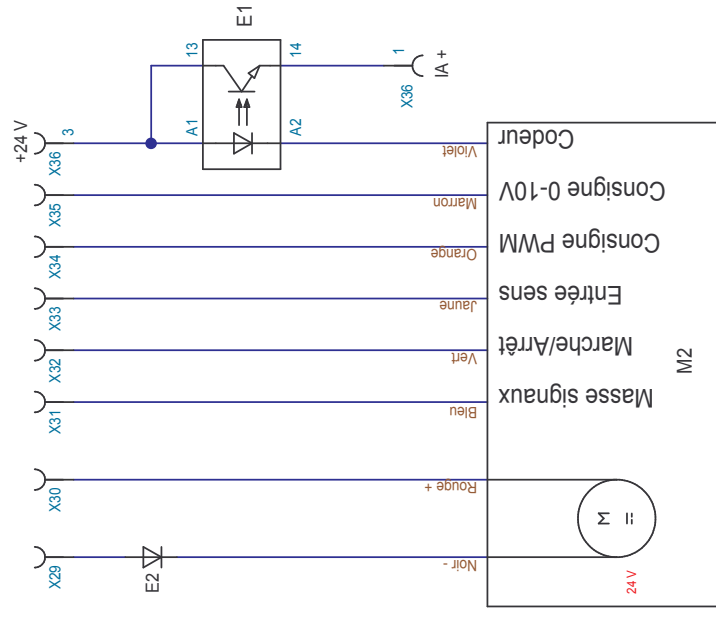 E1
13
14
1
IA +
X36
+24 V
3
X36
A1
A2
Violet
Codeur
X35
Marron
Consigne 0-10V
X34
Orange
Consigne PWM
X33
Jaune
Entrée sens
X32
Vert
Marche/Arrêt
M2
X31
Bleu
Masse signaux
X30
Rouge +
M
=
X29
E2
Noir -
24 V